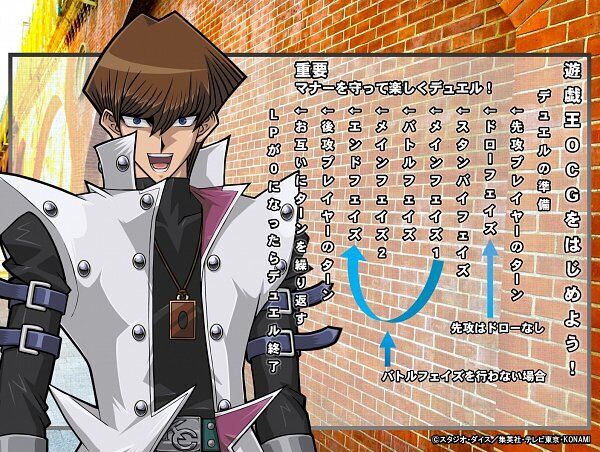 遊戯王OCGをはじめよう!
デュエルの準備
←先攻プレイヤーのターン
←ドローフェイズ
←スタンバイフェイズ
←メインフェイズ1
←バトルフェイズ
←メインフェイズ2
←エンドフェイズ
←後攻プレイヤーのターン
←お互いにターンを繰り返す
LPが0になったらデュエル終了
先攻はドローなし
バトルフェイズを行わない場合
重要
マナーを守って楽しくデュエル!
KC
©スタジオ・ダイス/集英社・テレビ東京・KONAMI